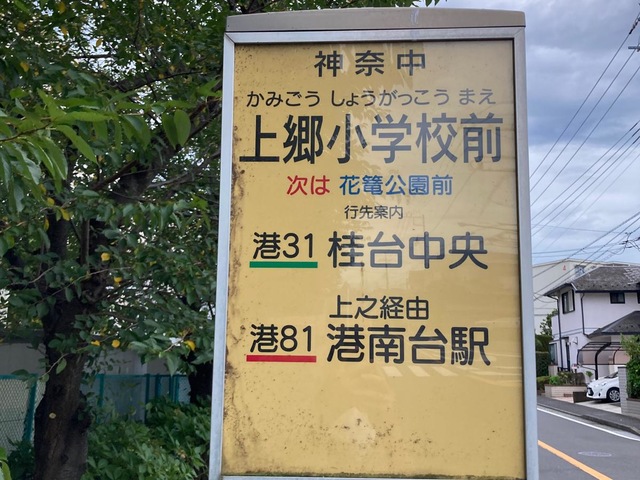 神奈中
かみごう しょうがっこう まえ
上郷小学校前
次は 花篭公園前
行先案内
港31 桂台中央
上之経由
港81 港南台駅